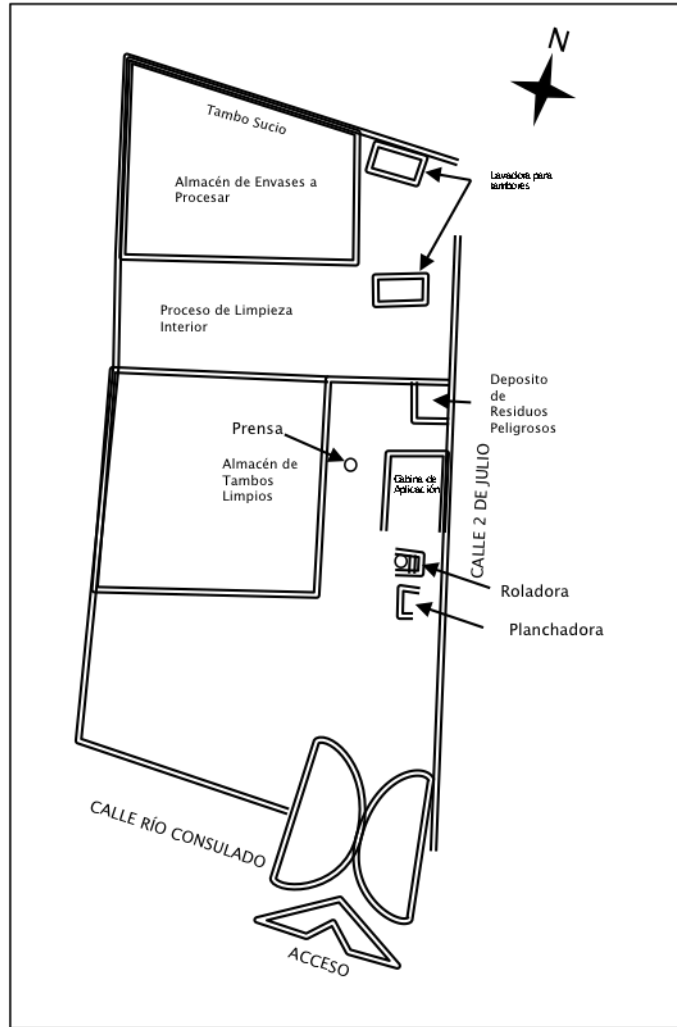 N
Tambo Sucio
Lavadora para
tambores
Almacén de Envases a
Procesar
Proceso de Limpieza
Interior
Deposito
de
Residuos
Peligrosos
Prensa
Almacén de
Tambos
Limpios
Cabina de
Aplicación
CALLE 2 DE JULIO
Roladora
Planchadora
CALLE RÍO CONSULADO
ACCESO